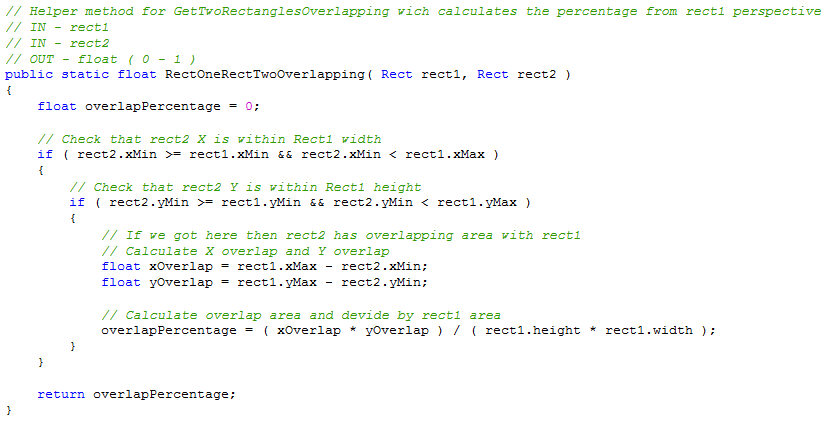 // Helper method for GetTwoRectanglesOverlapping wich calculates the percentage from rect1 perspective
// IN - rect1
// IN - rect2
// OUT - float ( 0 - 1 )
public static float RectOneRectTwoOverlapping( Rect rect1, Rect rect2 )
{
    float overlapPercentage = 0;

    // Check that rect2 X is within Rect1 width
    if ( rect2.xMin >= rect1.xMin && rect2.xMin < rect1.xMax )
    {
        // Check that rect2 Y is within Rect1 height
        if ( rect2.yMin >= rect1.yMin && rect2.yMin < rect1.yMax )
        {
            // If we got here then rect2 has overlapping area with rect1
            // Calculate X overlap and Y overlap
            float xOverlap = rect1.xMax - rect2.xMin;
            float yOverlap = rect1.yMax - rect2.yMin;

            // Calculate overlap area and devide by rect1 area
            overlapPercentage = ( xOverlap * yOverlap ) / ( rect1.height * rect1.width );
        }
    }

    return overlapPercentage;
}